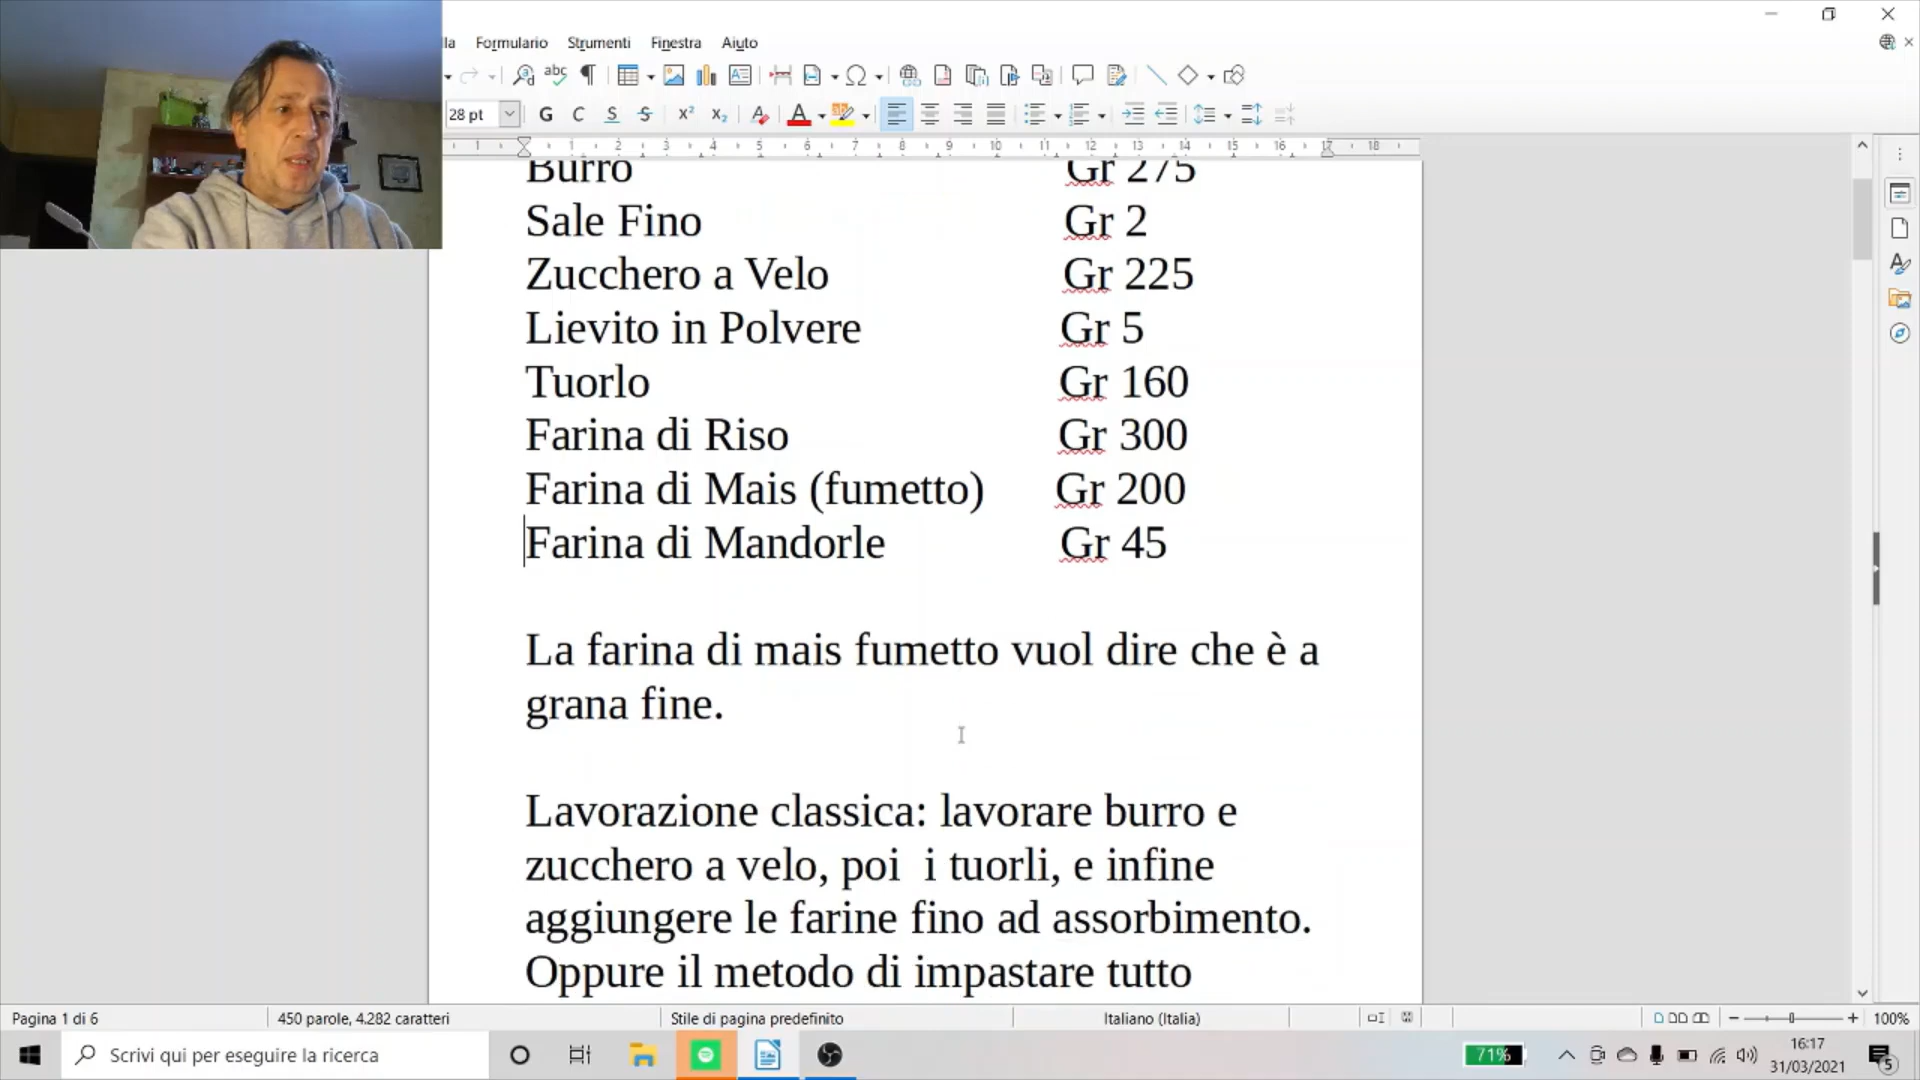 Formulario Strumenti Finestra Aiuto
28 pt
Burro Gr 275
Sale Fino Gr 2
Zucchero a Velo Gr 225
Lievito in Polvere Gr 5
Tuorlo Gr 160
Farina di Riso Gr 300
Farina di Mais (fumetto) Gr 200
Farina di Mandorle Gr 45
La farina di mais fumetto vuol dire che è a
grana fine.
Lavorazione classica: lavorare burro e
zucchero a velo, poi  i tuorli, e infine
aggiungere le farine fino ad assorbimento.
Oppure il metodo di impastare tutto
Pagina 1 di 6 450 parole, 4.282 caratteri Stile di pagina predefinito Italiano (Italia) 100%
Scrivi qui per eseguire la ricerca 71% 16:17
31/03/2021 5